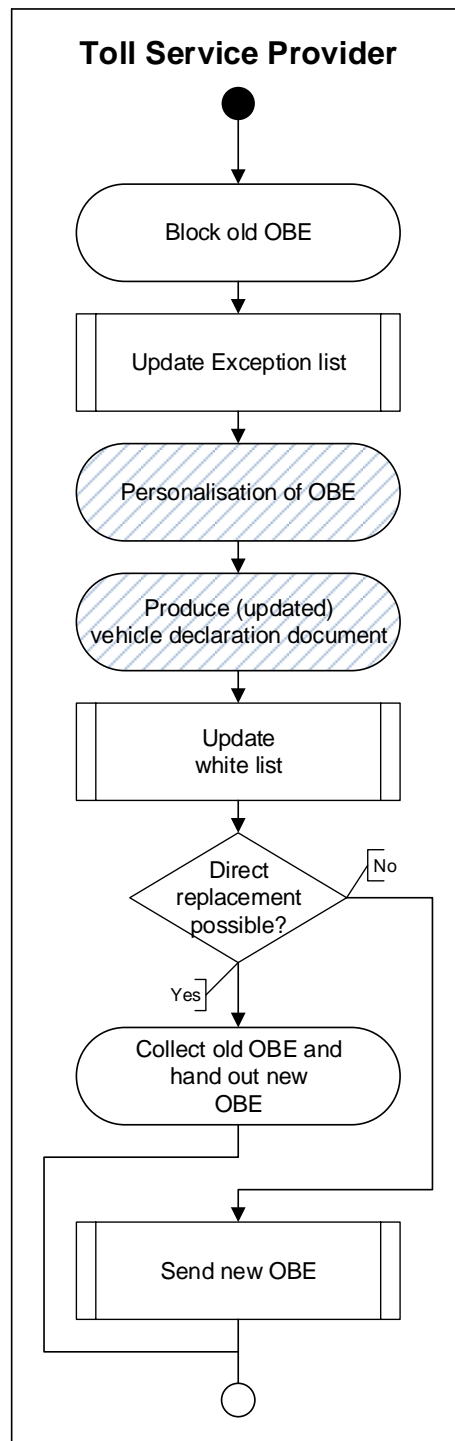 Toll Service Provider
Block old OBE
Update Exception list
Personalisation of OBE
Produce (updated)
vehicle declaration document
Update
white list
Direct
replacement
possible?
No
Yes
Collect old OBE and
hand out new
OBE
Send new OBE